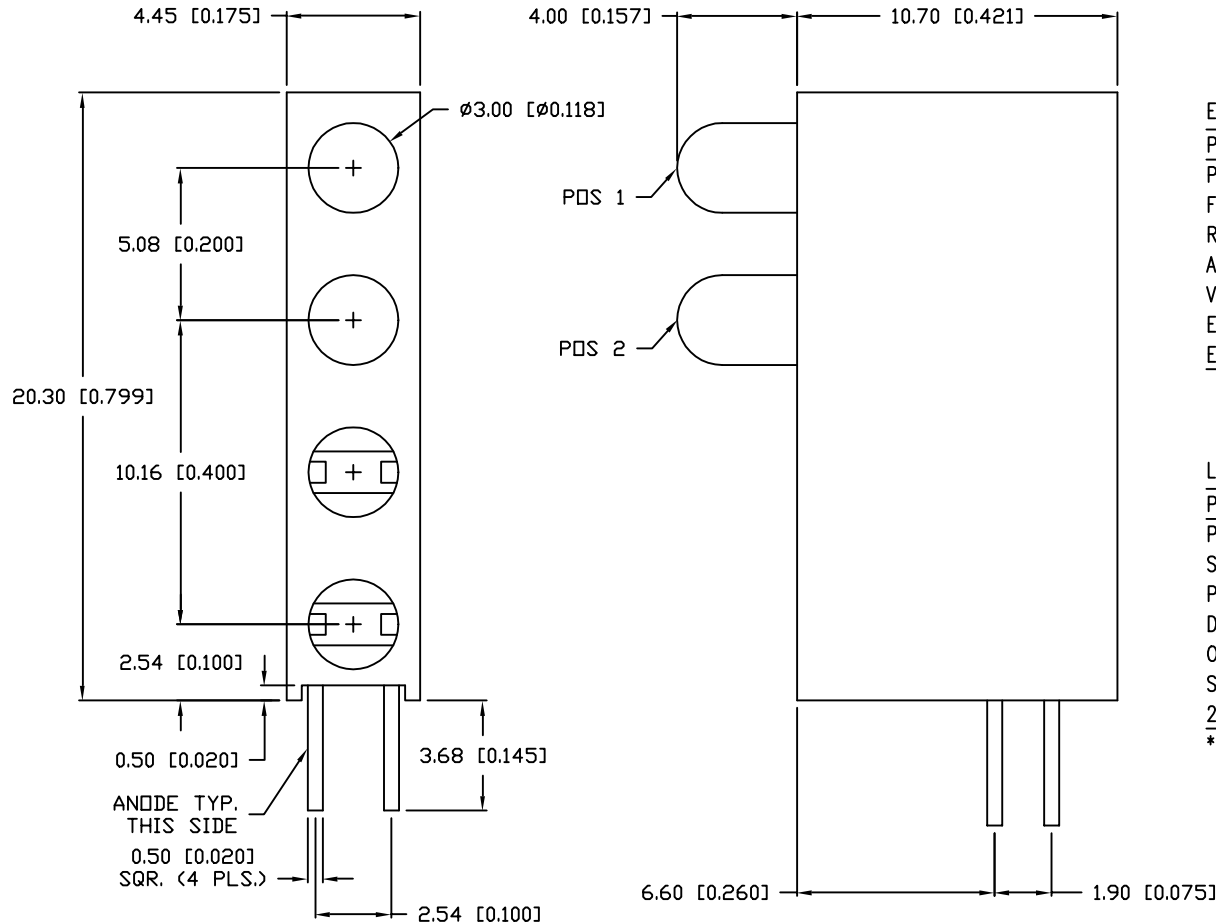 4.45 [0.175]
4.00 [0.157]
10.70 [0.421]
ø3.00 [ø0.118]
POS 1
5.08 [0.200]
POS 2
20.30 [0.799]
10.16 [0.400]
2.54 [0.100]
0.50 [0.020]
3.68 [0.145]
ANODE TYP.
THIS SIDE
0.50 [0.020]
SQR. (4 PLS.)
2.54 [0.100]
6.60 [0.260]
1.90 [0.075]
E
P
P
F
R
A
V
E
E
L
P
P
S
P
D
O
S
2
*